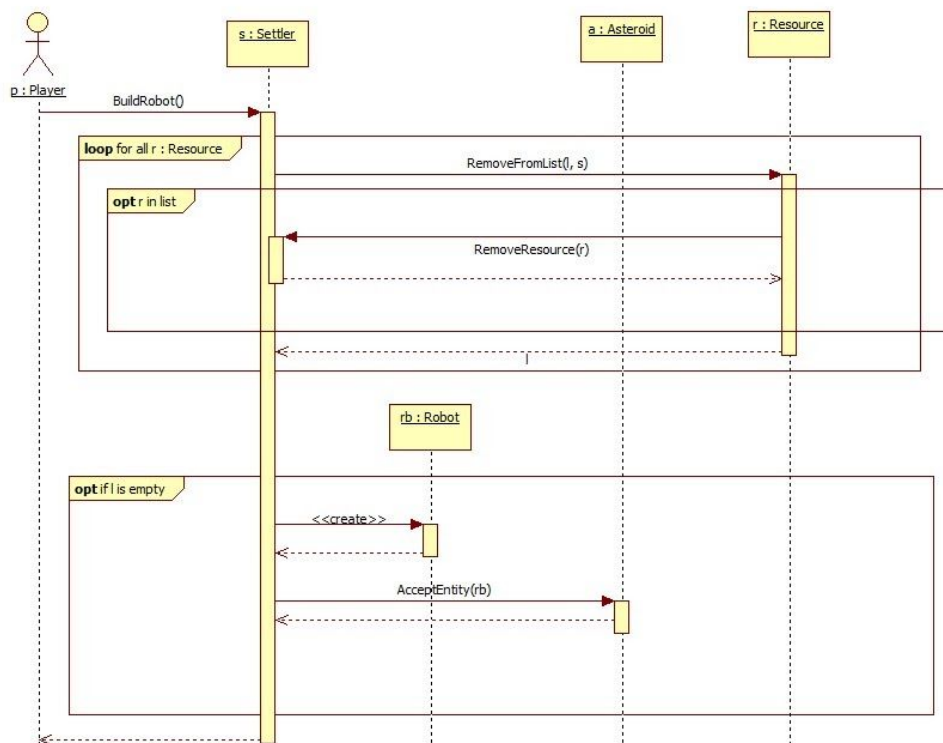 s : Settler
a : Asteroid
r : Resource
p : Player
BuildRobot()
loop for all r : Resource
RemoveFromList(l, s)
opt r in list
RemoveResource(r)
l
rb : Robot
opt if l is empty
<<create>>
AcceptEntity(rb)